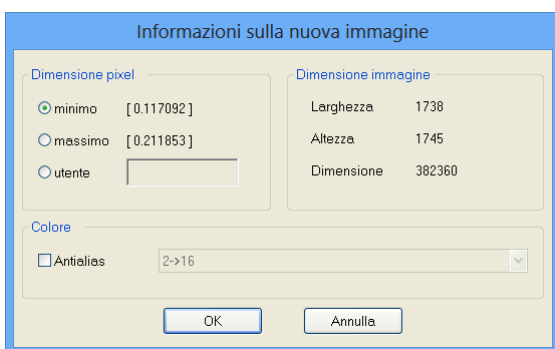 Informazioni sulla nuova immagine
Dimensione pixel
minimo [ 0.117092 ]
massimo [ 0.211853 ]
utente
Dimensione immagine
Larghezza 1738
Altezza 1745
Dimensione 382360
Colore
Antialias 2->16
OK Annulla